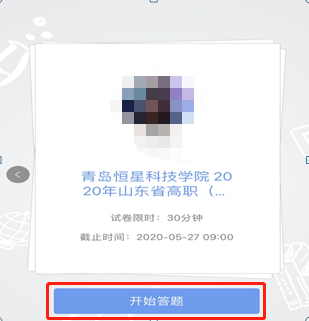 青岛恒星科技学院 20
20年山东省高职（...
试卷限时：30分钟
截止时间：2020-05-27 09:00
<
开始答题